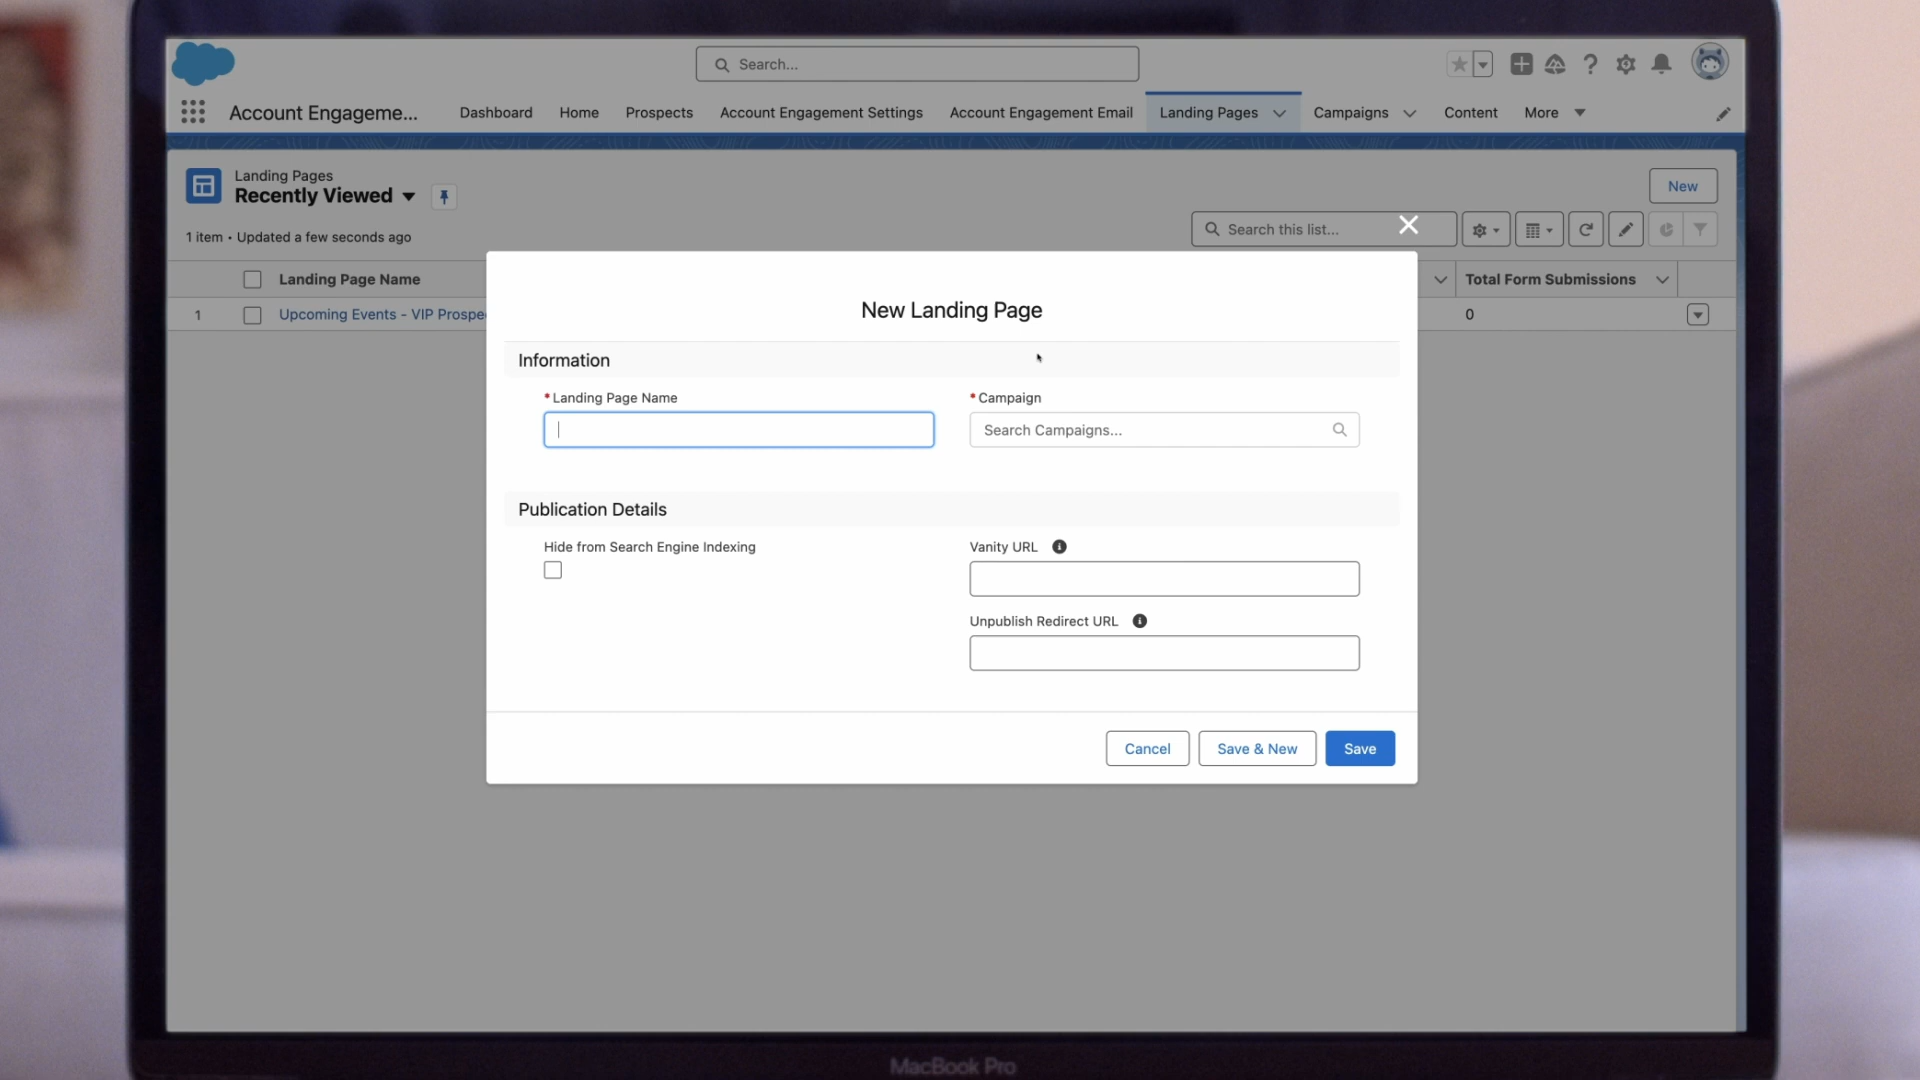 Search...
Account Engageme...
Dashboard
Home
Prospects
Account Engagement Settings
Account Engagement Email
Landing Pages
Campaigns
Content
More
Landing Pages
Recently Viewed
New
1 item • Updated a few seconds ago
Search this list...
Landing Page Name
Total Form Submissions
1
Upcoming Events - VIP Prospe
0
New Landing Page
Information
* Landing Page Name
* Campaign
Search Campaigns...
Publication Details
Hide from Search Engine Indexing
Vanity URL
Unpublish Redirect URL
Cancel
Save & New
Save
MacBook Pro